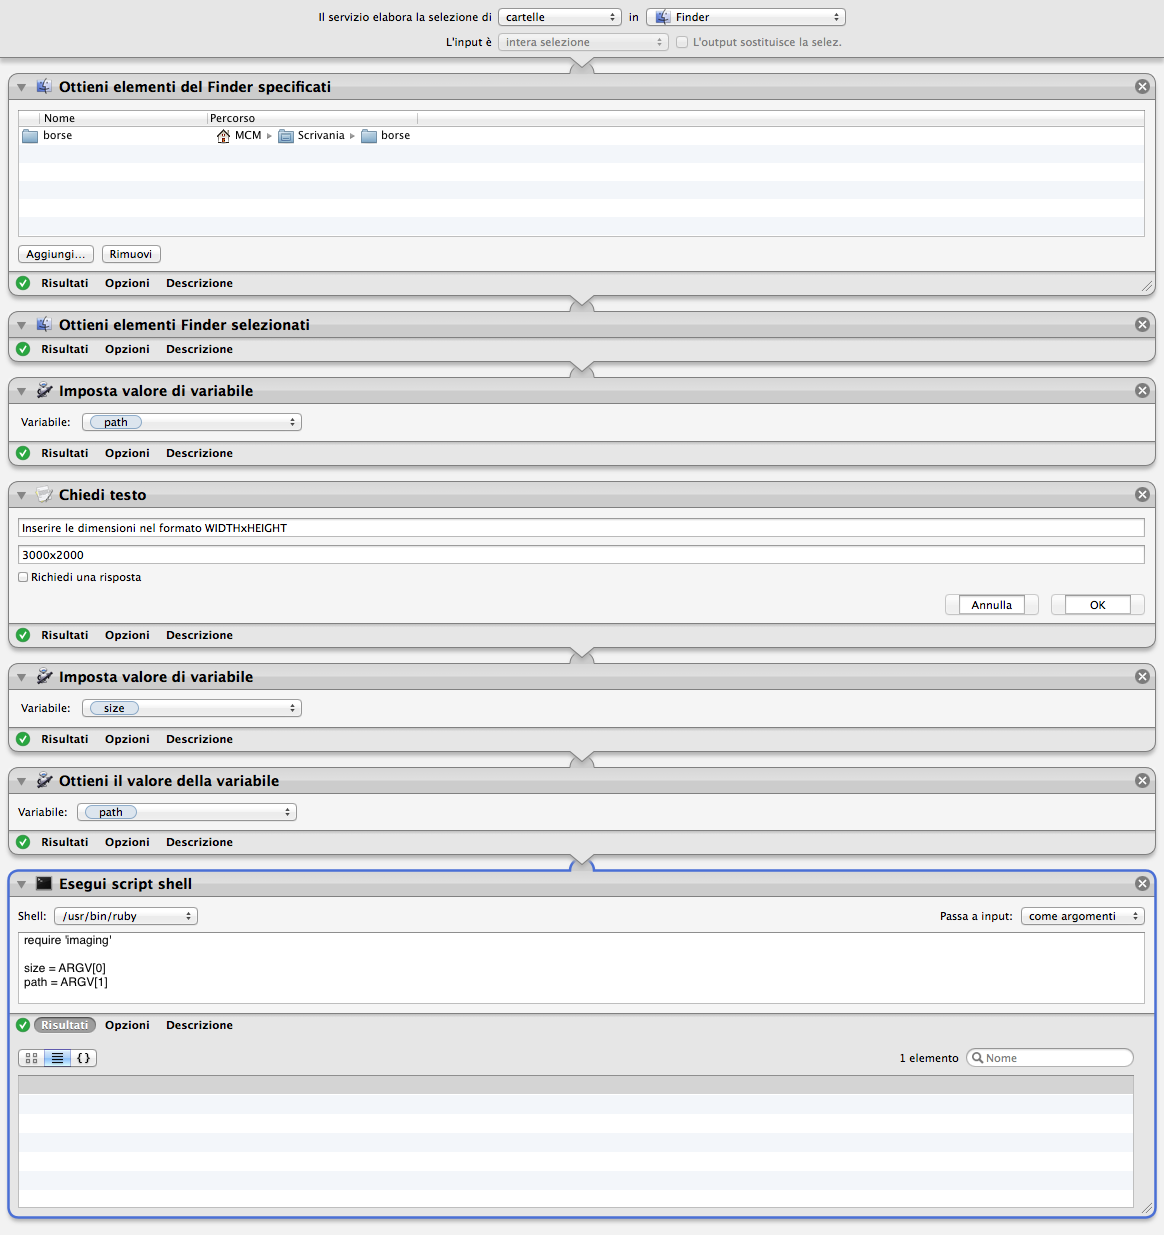 Il servizio elabora la selezione di cartelle in Finder
L'input è intera selezione L'output sostituisce la selez.
Ottieni elementi del Finder specificati
Nome Percorso
borse MCM Scrivania borse
Aggiungi... Rimuovi
Risultati Opzioni Descrizione
Ottieni elementi Finder selezionati
Risultati Opzioni Descrizione
Imposta valore di variabile
Variabile: path
Risultati Opzioni Descrizione
Chiedi testo
Inserire le dimensioni nel formato WIDTHxHEIGHT
3000x2000
Richiedi una risposta
Annulla OK
Risultati Opzioni Descrizione
Imposta valore di variabile
Variabile: size
Risultati Opzioni Descrizione
Ottieni il valore della variabile
Variabile: path
Risultati Opzioni Descrizione
Esegui script shell
Shell: /usr/bin/ruby Passa a input: come argomenti
require 'imaging'
size = ARGV[0]
path = ARGV[1]
Risultati Opzioni Descrizione
{} 1 elemento Nome